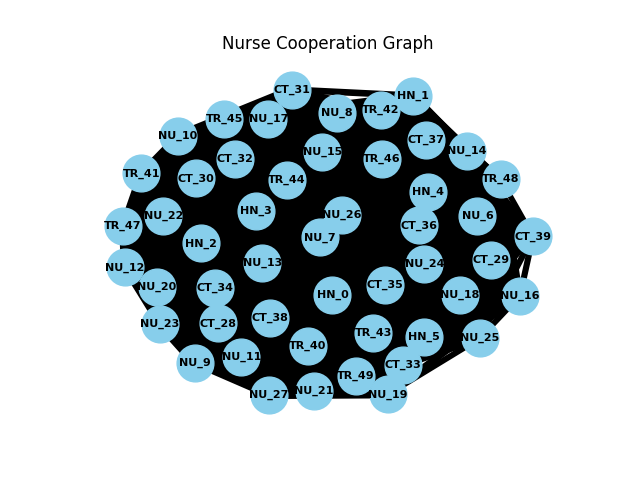 Nurse Cooperation Graph
CT_31
HN_1
TR_42
NU_8
TR_45
NU_17
NU_10
CT_37
NU_14
NU_15
CT_32
TR_46
TR_41
CT_30
TR_44
TR_48
HN_4
HN_3
NU_26
NU_22
NU_6
TR_47
CT_36
NU_7
CT_39
HN_2
CT_29
NU_13
NU_24
NU_12
NU_20
CT_34
CT_35
HN_0
NU_18
NU_16
CT_38
NU_23
CT_28
TR_43
HN_5
NU_25
TR_40
NU_11
NU_9
CT_33
TR_49
NU_21
NU_27
NU_19